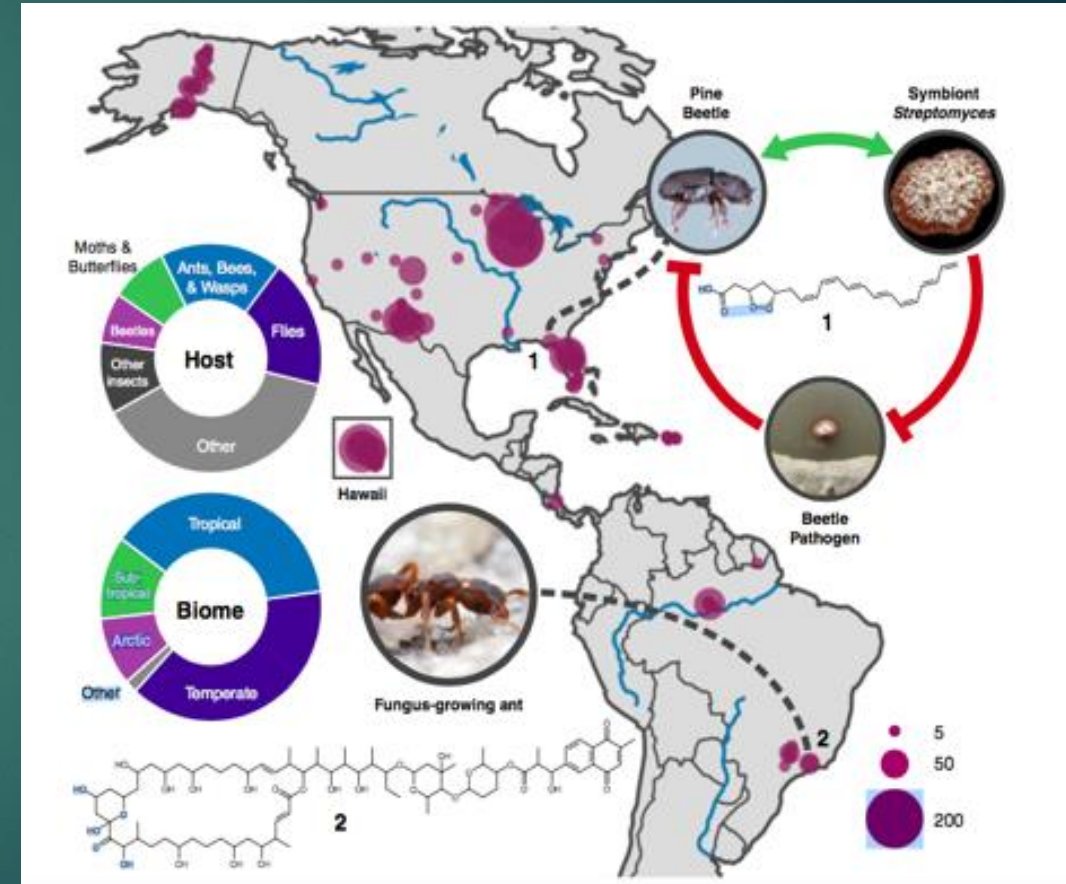 Pine
Beetle
Symbiont
Streptomyces
Moths &
Butterflies
Ants, Bees,
& Wasps
Flies
Beetles
Other
insects
Host
Other
HO
O
O
O
1
1
Hawaii
Beetle
Pathogen
Tropical
Sub-
tropical
Biome
Arctic
Other
Temperate
Fungus-growing ant
2
5
50
200
2